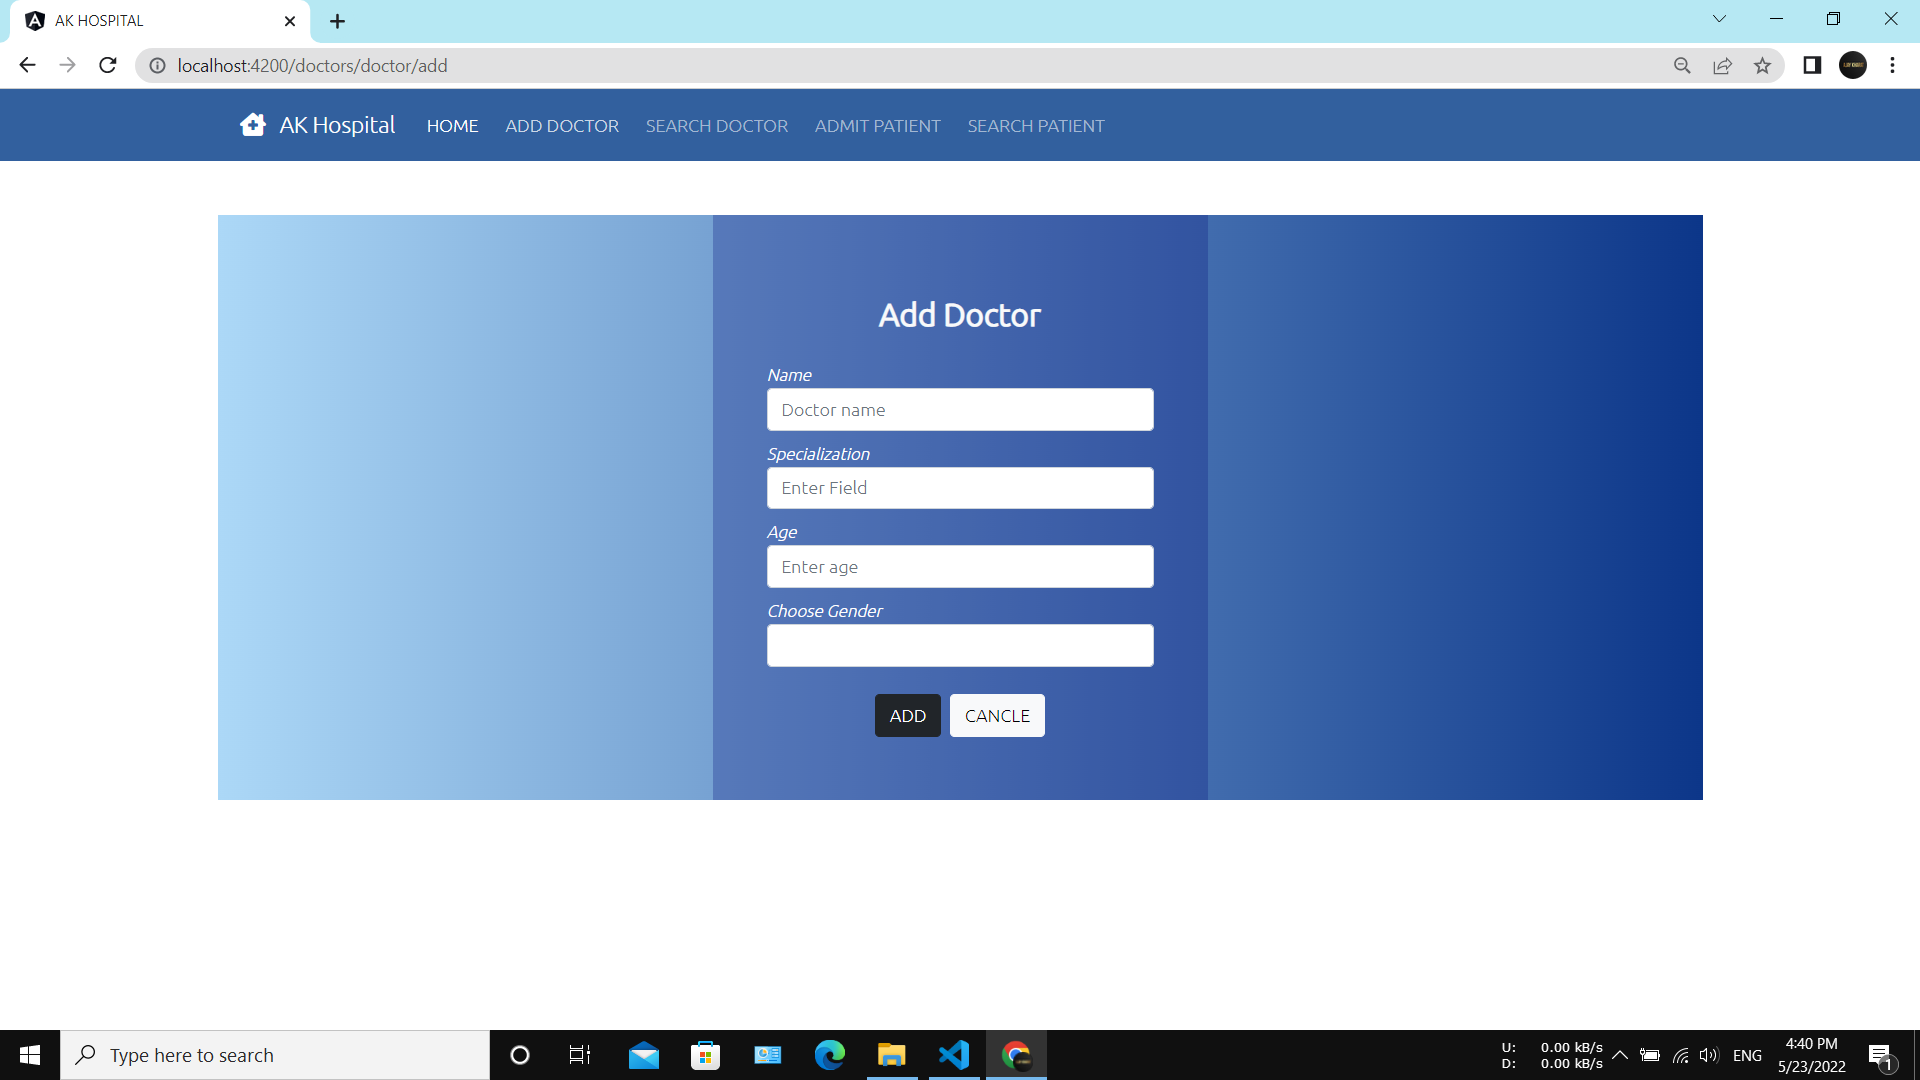 AK HOSPITAL
localhost:4200/doctors/doctor/add
AK Hospital HOME ADD DOCTOR SEARCH DOCTOR ADMIT PATIENT SEARCH PATIENT
Add Doctor
Name
Doctor name
Specialization
Enter Field
Age
Enter age
Choose Gender
ADD CANCLE
Type here to search
U: 0.00 kB/s
D: 0.00 kB/s
ENG
4:40 PM
5/23/2022
1